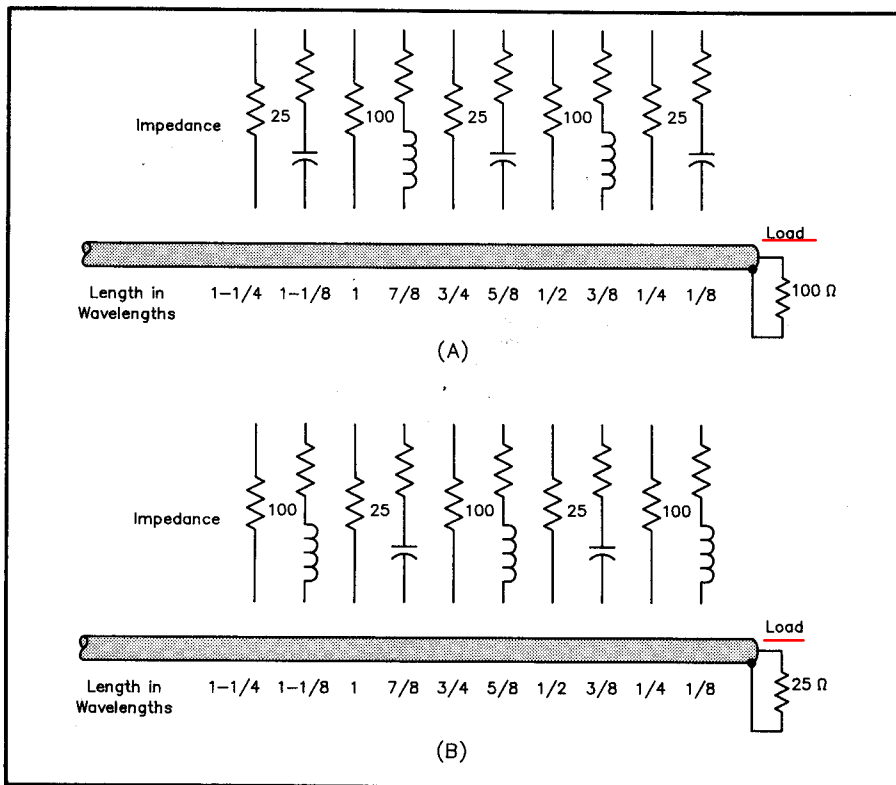 25 100 25 100 25
Impedance
Load
Length in Wavelengths
1-1/4 1-1/8 1 7/8 3/4 5/8 1/2 3/8 1/4 1/8
100 Ω
(A)
100 25 100 25 100
Impedance
Load
Length in Wavelengths
1-1/4 1-1/8 1 7/8 3/4 5/8 1/2 3/8 1/4 1/8
25 Ω
(B)